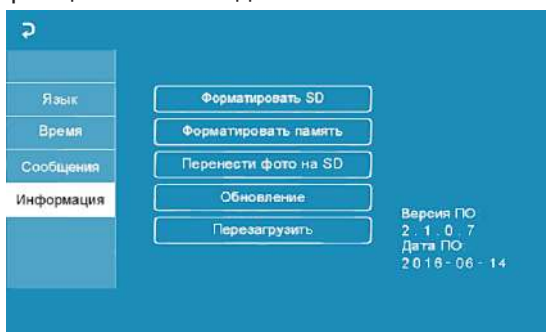 Язык
Время
Сообщения
Информация
Форматировать SD
Форматировать память
Перенести фото на SD
Обновление
Перезагрузить
Версия ПО
2.1.0.7
Дата ПО:
2016-06-14